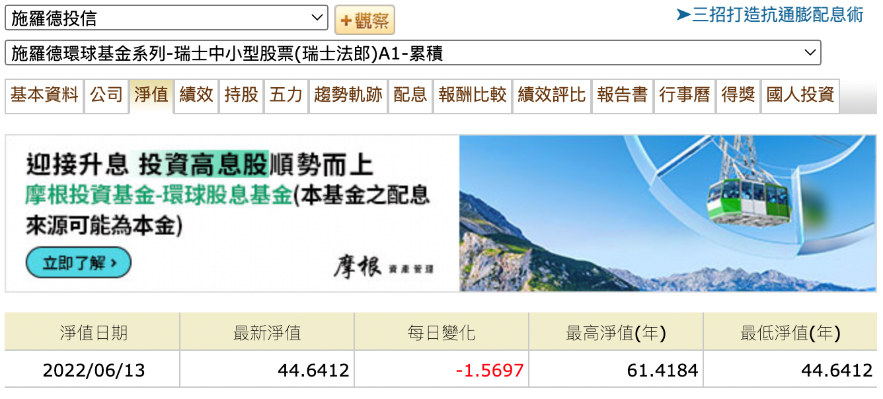 施羅德投信
+觀察
➤三招打造抗通膨配息術
施羅德環球基金系列-瑞士中小型股票(瑞士法郎)A1-累積
基本資料 公司 淨值 績效 持股 五力 趨勢軌跡 配息 報酬比較 績效評比 報告書 行事曆 得獎 國人投資
迎接升息 投資高息股順勢而上
摩根投資基金-環球股息基金(本基金之配息
來源可能為本金)
立即了解 ›
摩根 資產管理
淨值日期 最新淨值 每日變化 最高淨值(年) 最低淨值(年)
2022/06/13 44.6412 -1.5697 61.4184 44.6412